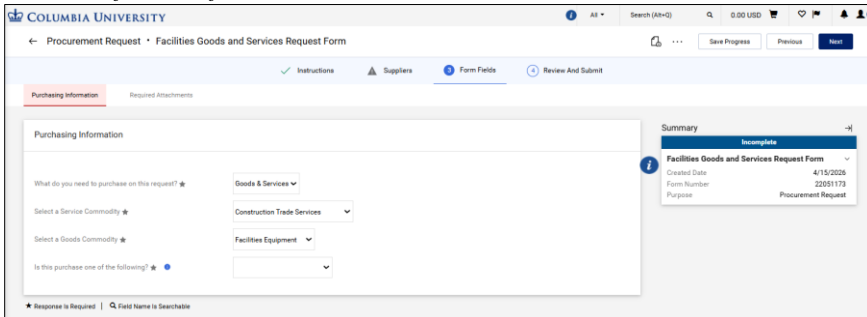 COLUMBIA UNIVERSITY
All Search (Alt+Q) 0.00 USD
← Procurement Request • Facilities Goods and Services Request Form
... Save Progress Previous Next
Instructions Suppliers 3 Form Fields 4 Review And Submit
Purchasing Information Required Attachments
Purchasing Information
What do you need to purchase on this request? ★ Goods & Services
Select a Service Commodity ★ Construction Trade Services
Select a Goods Commodity ★ Facilities Equipment
Is this purchase one of the following? ★
★ Response Is Required | Field Name Is Searchable
Summary
Incomplete
Facilities Goods and Services Request Form
Created Date 4/15/2026
Form Number 22051173
Purpose Procurement Request